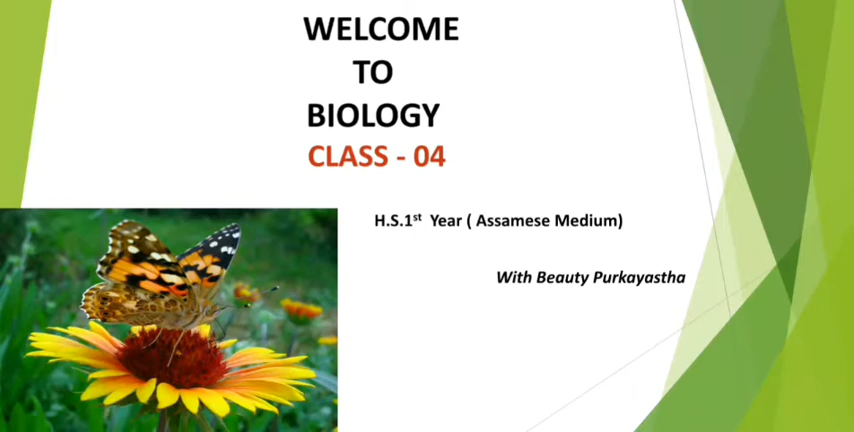 WELCOME
TO
BIOLOGY
CLASS - 04
H.S.1st Year ( Assamese Medium)
With Beauty Purkayastha